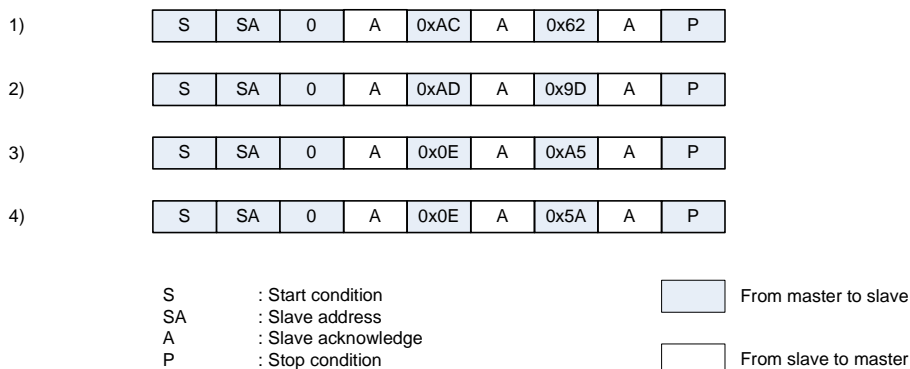 1) S SA 0 A 0xAC A 0x62 A P
2) S SA 0 A 0xAD A 0x9D A P
3) S SA 0 A 0x0E A 0xA5 A P
4) S SA 0 A 0x0E A 0x5A A P
S : Start condition
SA : Slave address
A : Slave acknowledge
P : Stop condition
From master to slave
From slave to master